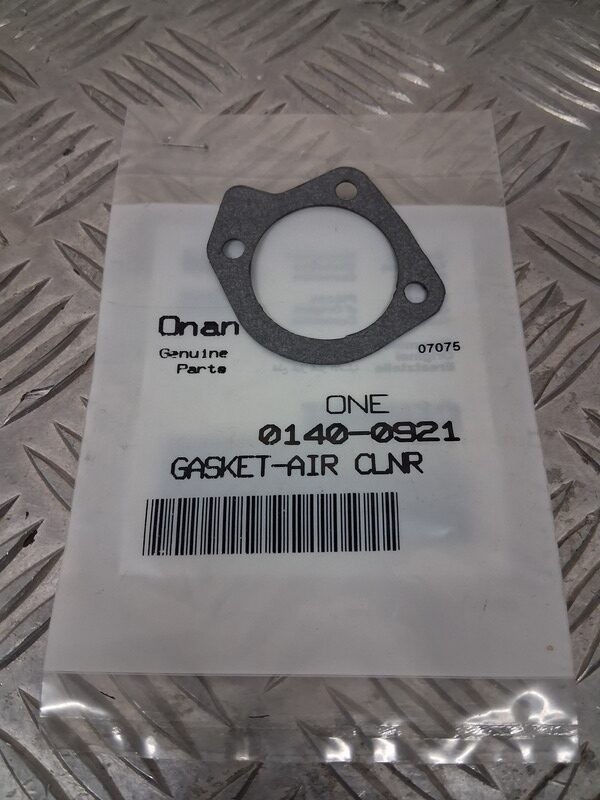 Onan
Genuine
Parts
07075
ONE
0140-0921
GASKET-AIR CLNR